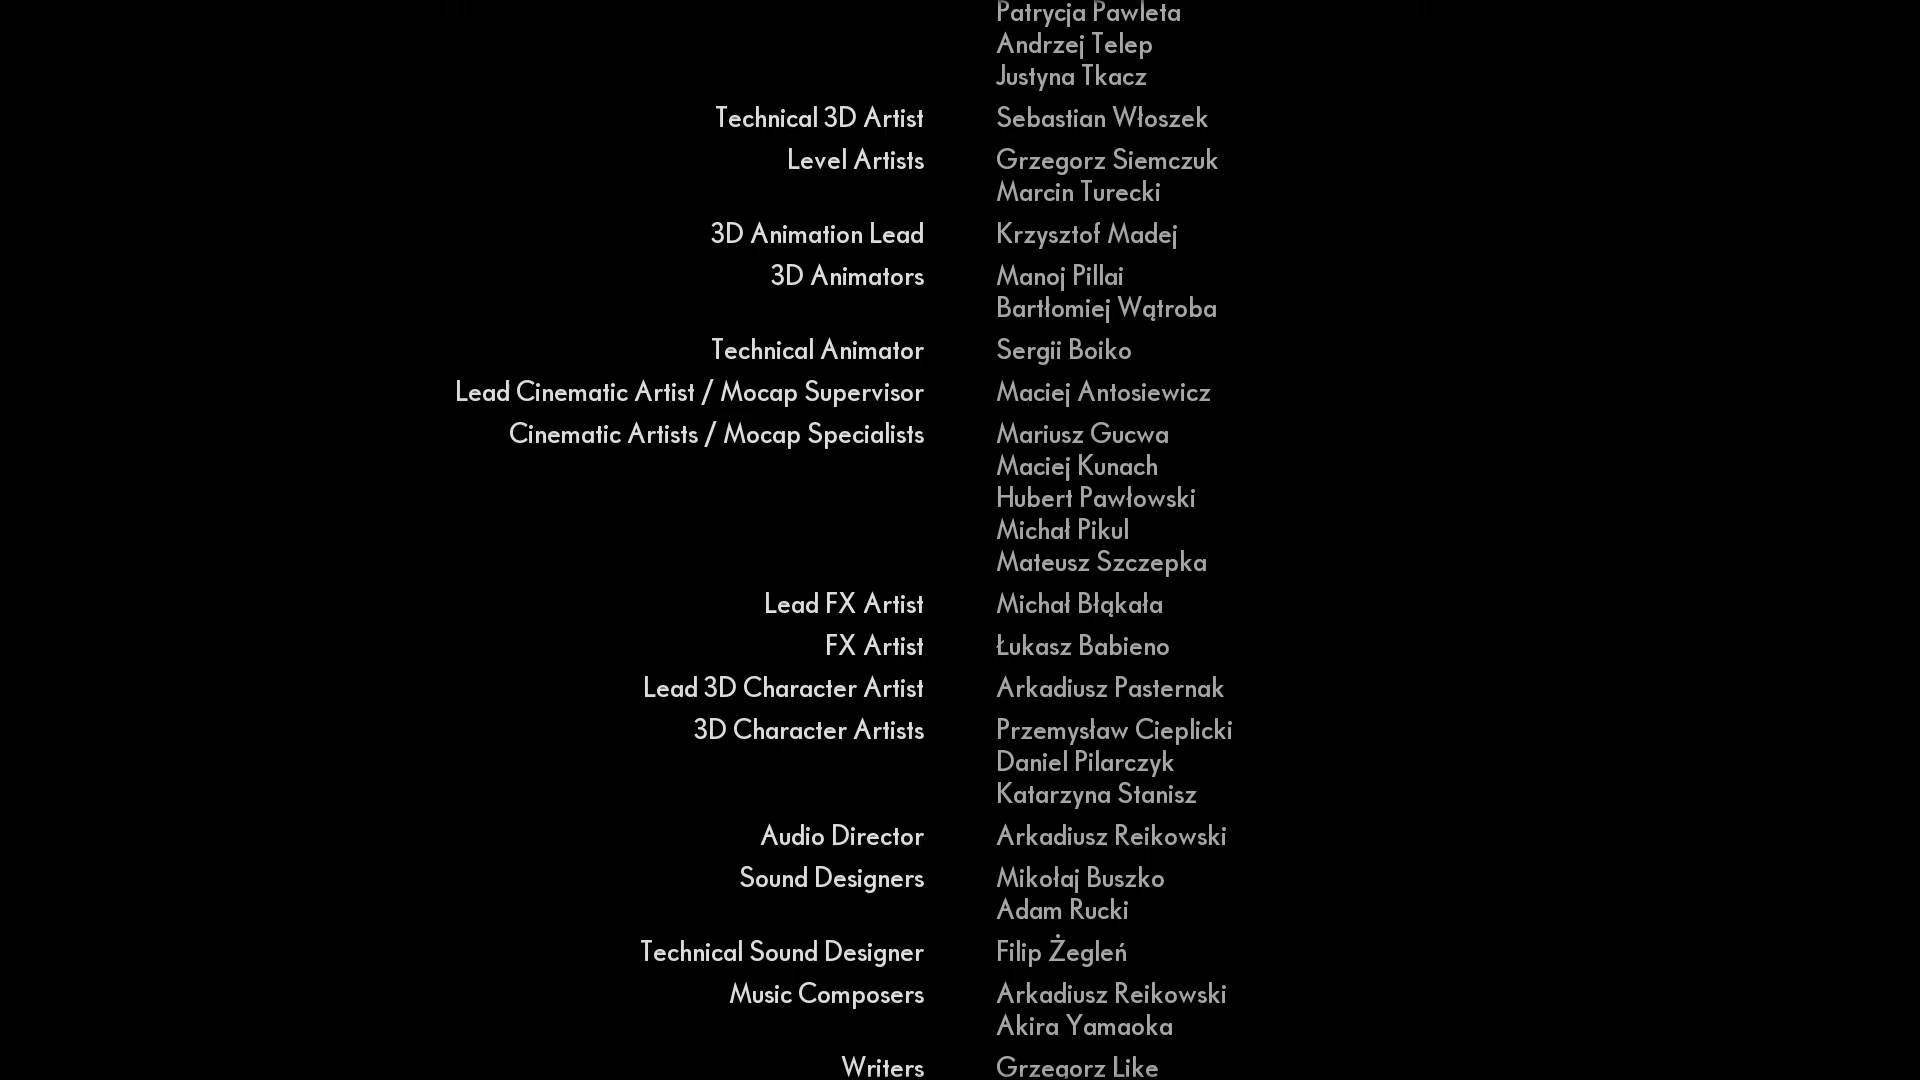 Patrycja Pawleta
Andrzej Telep
Justyna Tkacz
Technical 3D Artist Sebastian Włoszek
Level Artists Grzegorz Siemczuk
Marcin Turecki
3D Animation Lead Krzysztof Madej
3D Animators Manoj Pillai
Bartłomiej Wątroba
Technical Animator Sergii Boiko
Lead Cinematic Artist / Mocap Supervisor Maciej Antosiewicz
Cinematic Artists / Mocap Specialists Mariusz Gucwa
Maciej Kunach
Hubert Pawłowski
Michał Pikul
Mateusz Szczepka
Lead FX Artist Michał Błąkała
FX Artist Łukasz Babieno
Lead 3D Character Artist Arkadiusz Pasternak
3D Character Artists Przemysław Cieplicki
Daniel Pilarczyk
Katarzyna Stanisz
Audio Director Arkadiusz Reikowski
Sound Designers Mikołaj Buszko
Adam Rucki
Technical Sound Designer Filip Żegleń
Music Composers Arkadiusz Reikowski
Akira Yamaoka
Writers Grzegorz Like